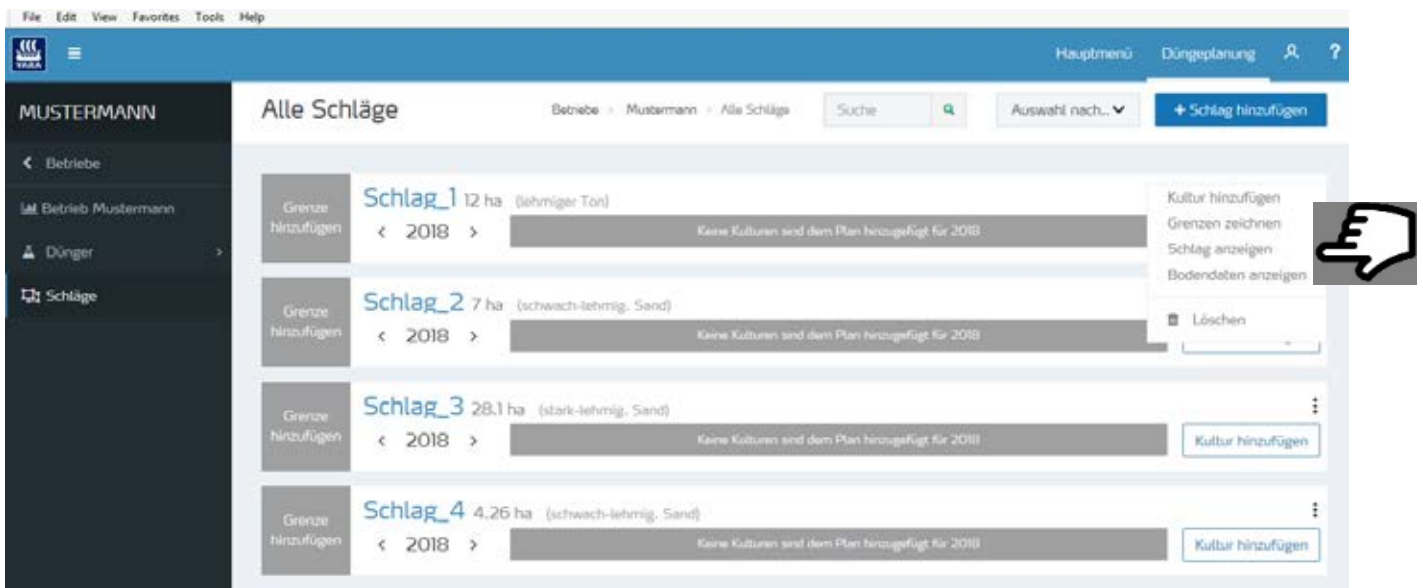 File Edit View Favorites Tools Help
YARA
Hauptmenü Düngeplanung ?
MUSTERMANN
Alle Schläge
Betriebe Mustermann Alle Schläge
Suche
Auswahl nach...
+ Schlag hinzufügen
Betriebe
Betrieb Mustermann
Dünger
Schläge
Grenze
hinzufügen
Schlag_1 12 ha (lehmiger Ton)
< 2018 >
Keine Kulturen sind dem Plan hinzugefügt für 2018
Kultur hinzufügen
Grenzen zeichnen
Schlag anzeigen
Bodendaten anzeigen
Löschen
Grenze
hinzufügen
Schlag_2 7 ha (schwach-lehmig. Sand)
< 2018 >
Keine Kulturen sind dem Plan hinzugefügt für 2018
Grenze
hinzufügen
Schlag_3 28.1 ha (stark-lehmig. Sand)
< 2018 >
Keine Kulturen sind dem Plan hinzugefügt für 2018
Kultur hinzufügen
Grenze
hinzufügen
Schlag_4 4.26 ha (schwach-lehmig. Sand)
< 2018 >
Keine Kulturen sind dem Plan hinzugefügt für 2018
Kultur hinzufügen